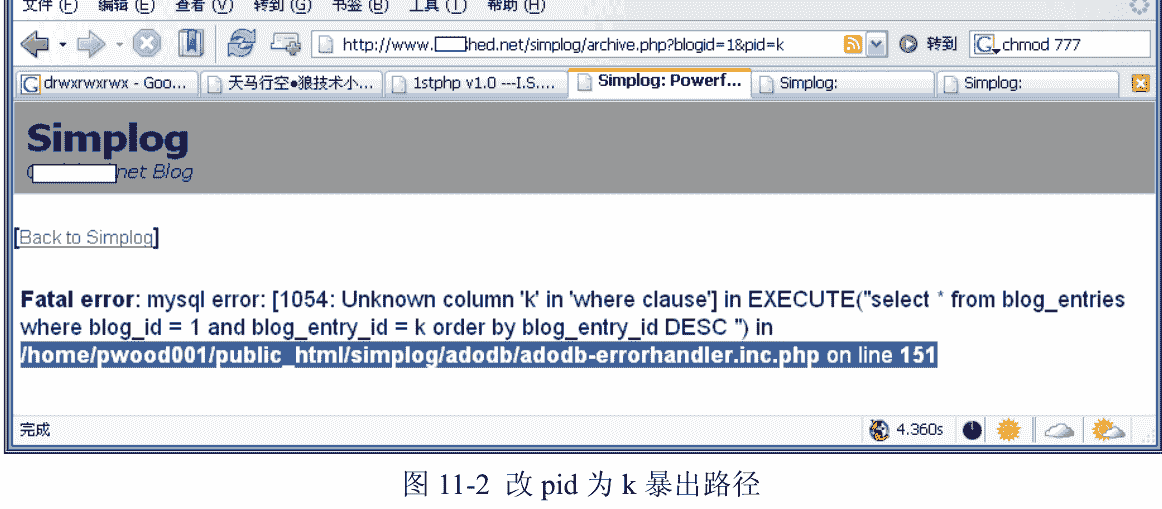 文件 (F) 编辑 (E) 查看 (V) 转到 (G) 书签 (B) 工具 (T) 帮助 (H)
http://www. hed.net/simplog/archive.php?blogid=1&pid=k 转到 G chmod 777
G drwxrwxrwx - Goo... 天马行空●狼技术小... 1stphp v1.0 ---I.S.... Simplog: Powerf... Simplog: Simplog:
Simplog
net Blog
[Back to Simplog]
Fatal error: mysql error: [1054: Unknown column 'k' in 'where clause'] in EXECUTE("select * from blog_entries
where blog_id = 1 and blog_entry_id = k order by blog_entry_id DESC ") in
/home/pwood001/public_html/simplog/adodb/adodb-errorhandler.inc.php on line 151
完成 4.360s
图 11-2 改 pid 为 k 暴出路径